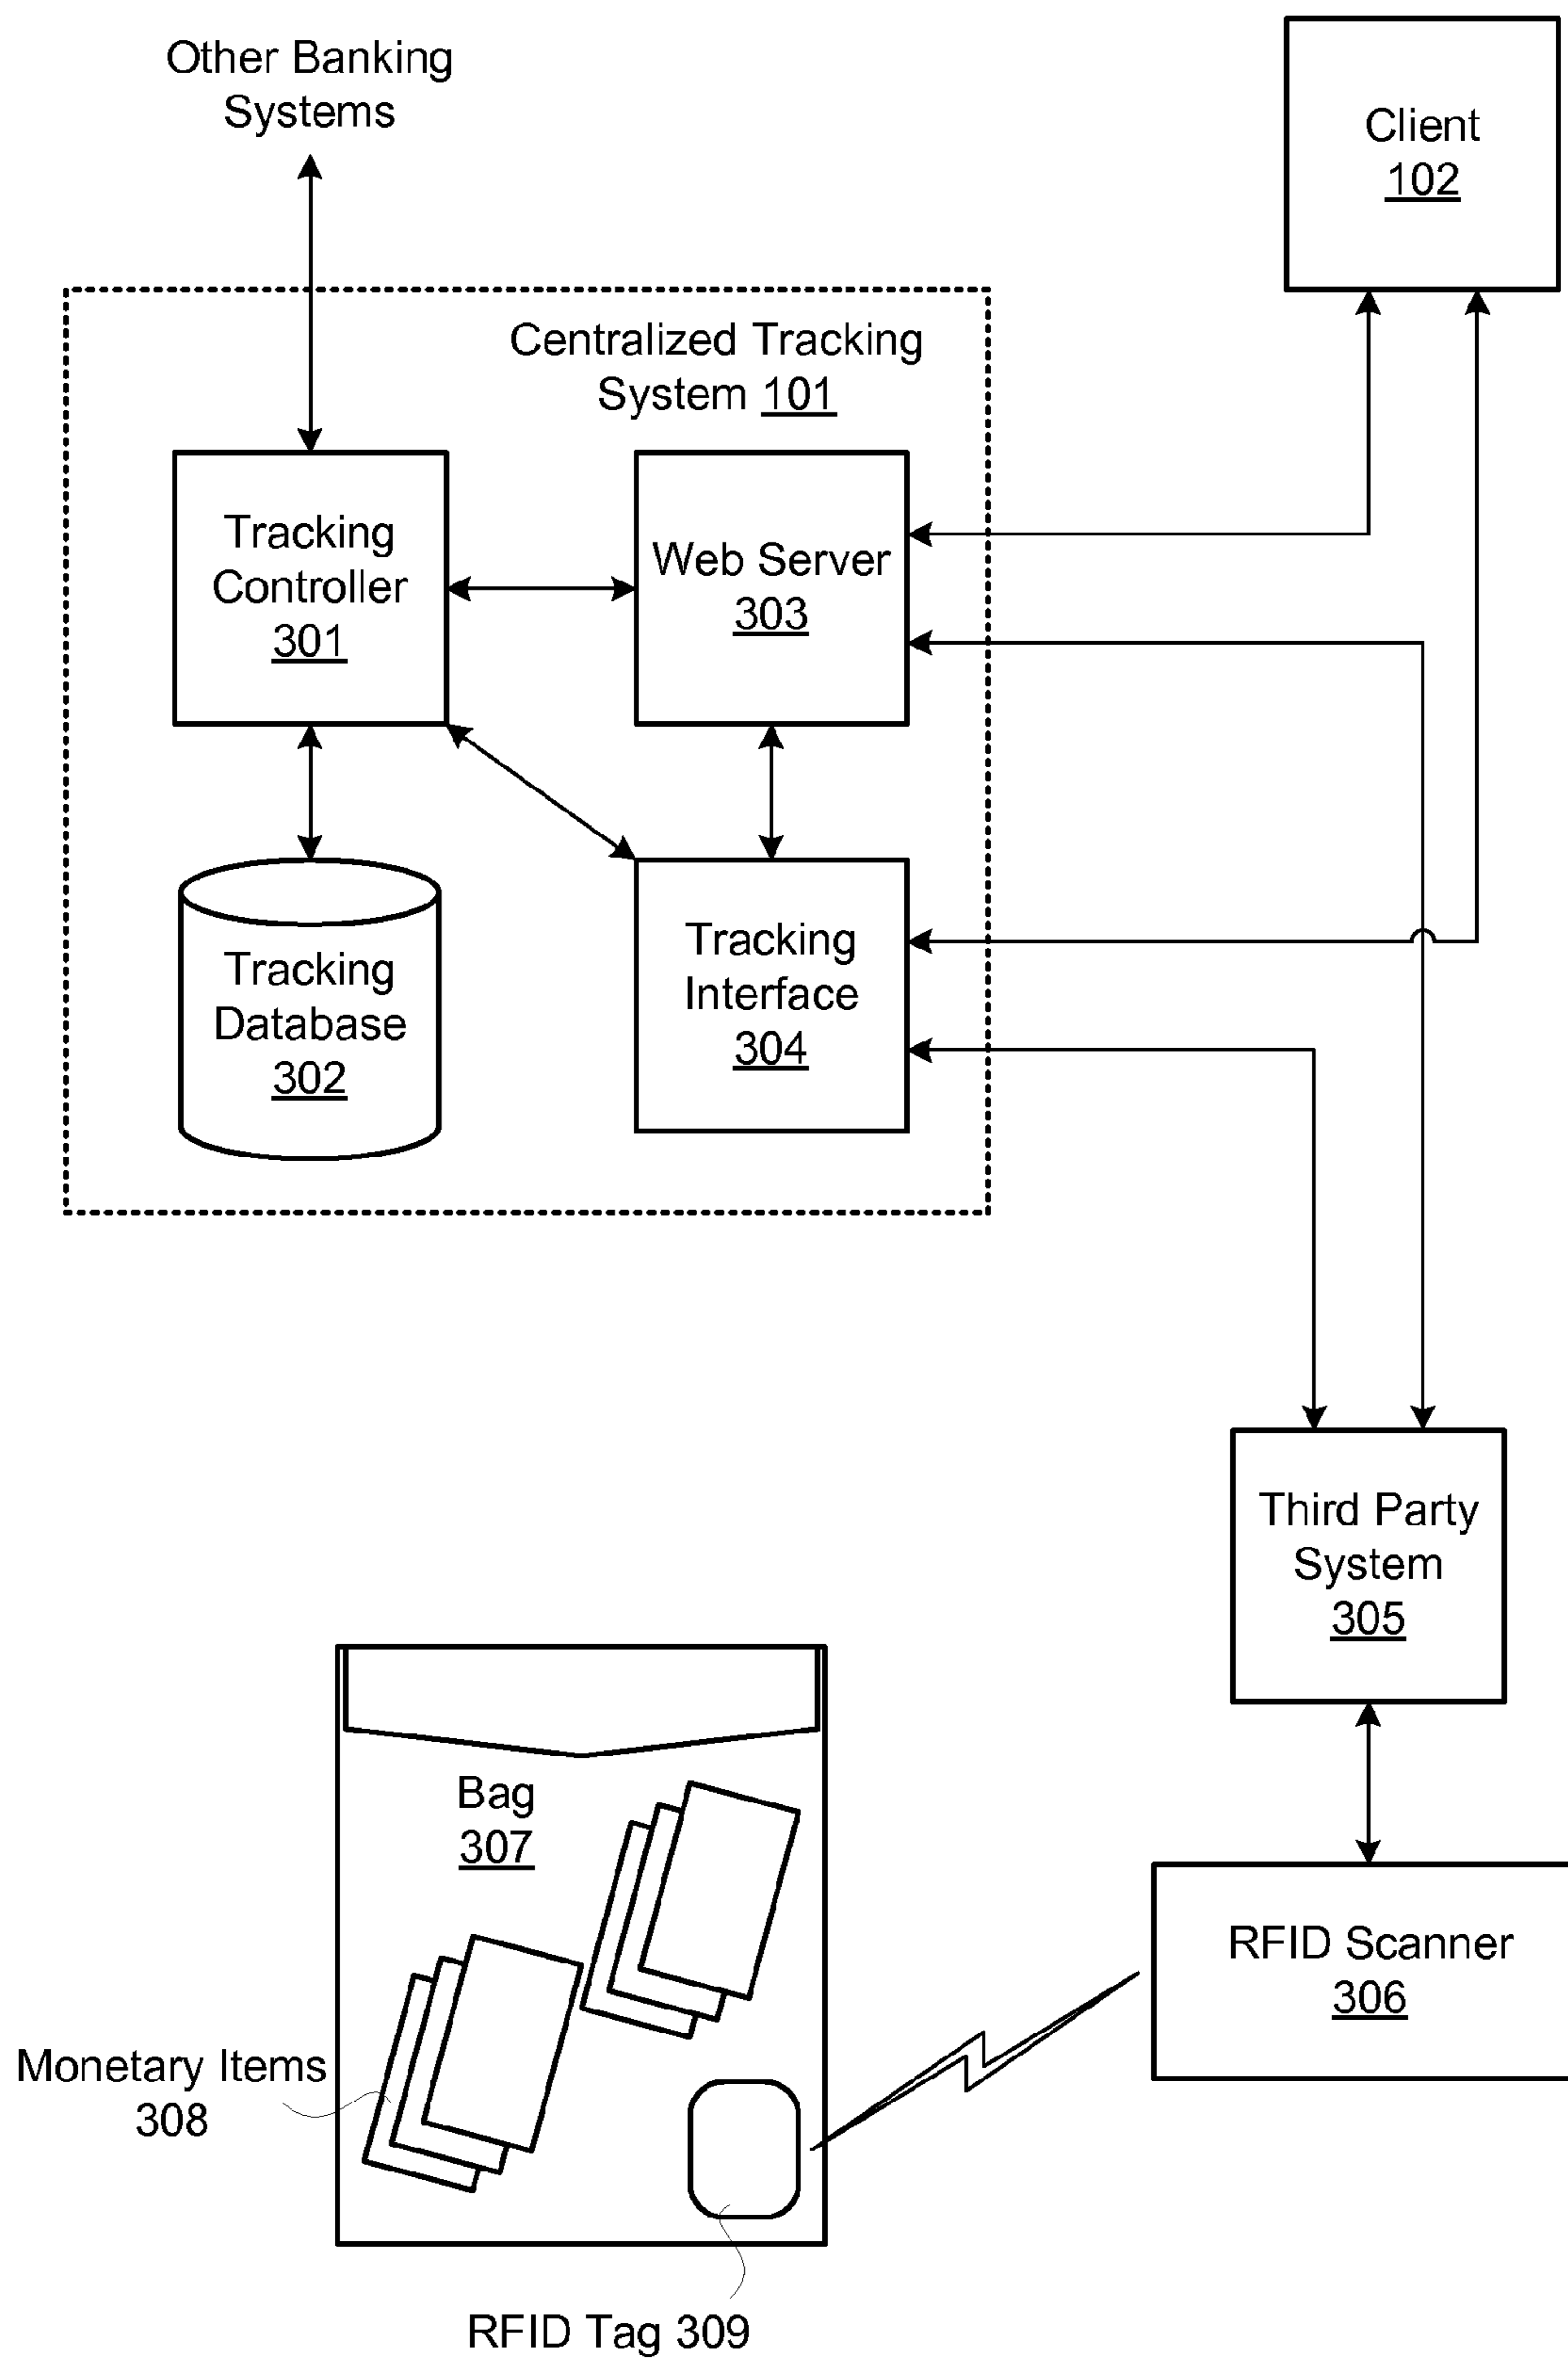 Other Banking
Systems
Client
102
Centralized Tracking
System 101
Tracking
Controller
301
Web Server
303
Tracking
Database
302
Tracking
Interface
304
Third Party
System
305
Bag
307
RFID Scanner
306
Monetary Items
308
RFID Tag 309